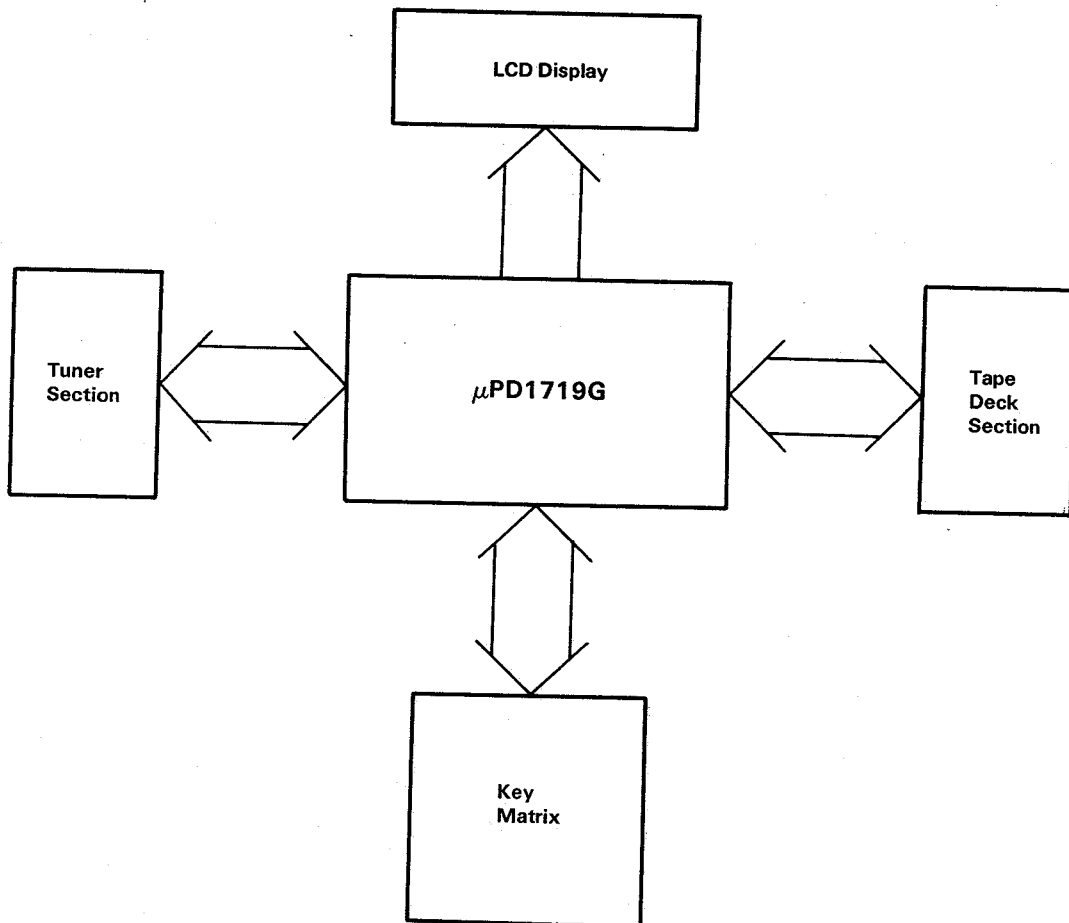 LCD Display
Tuner
Section
μPD1719G
Tape
Deck
Section
Key
Matrix